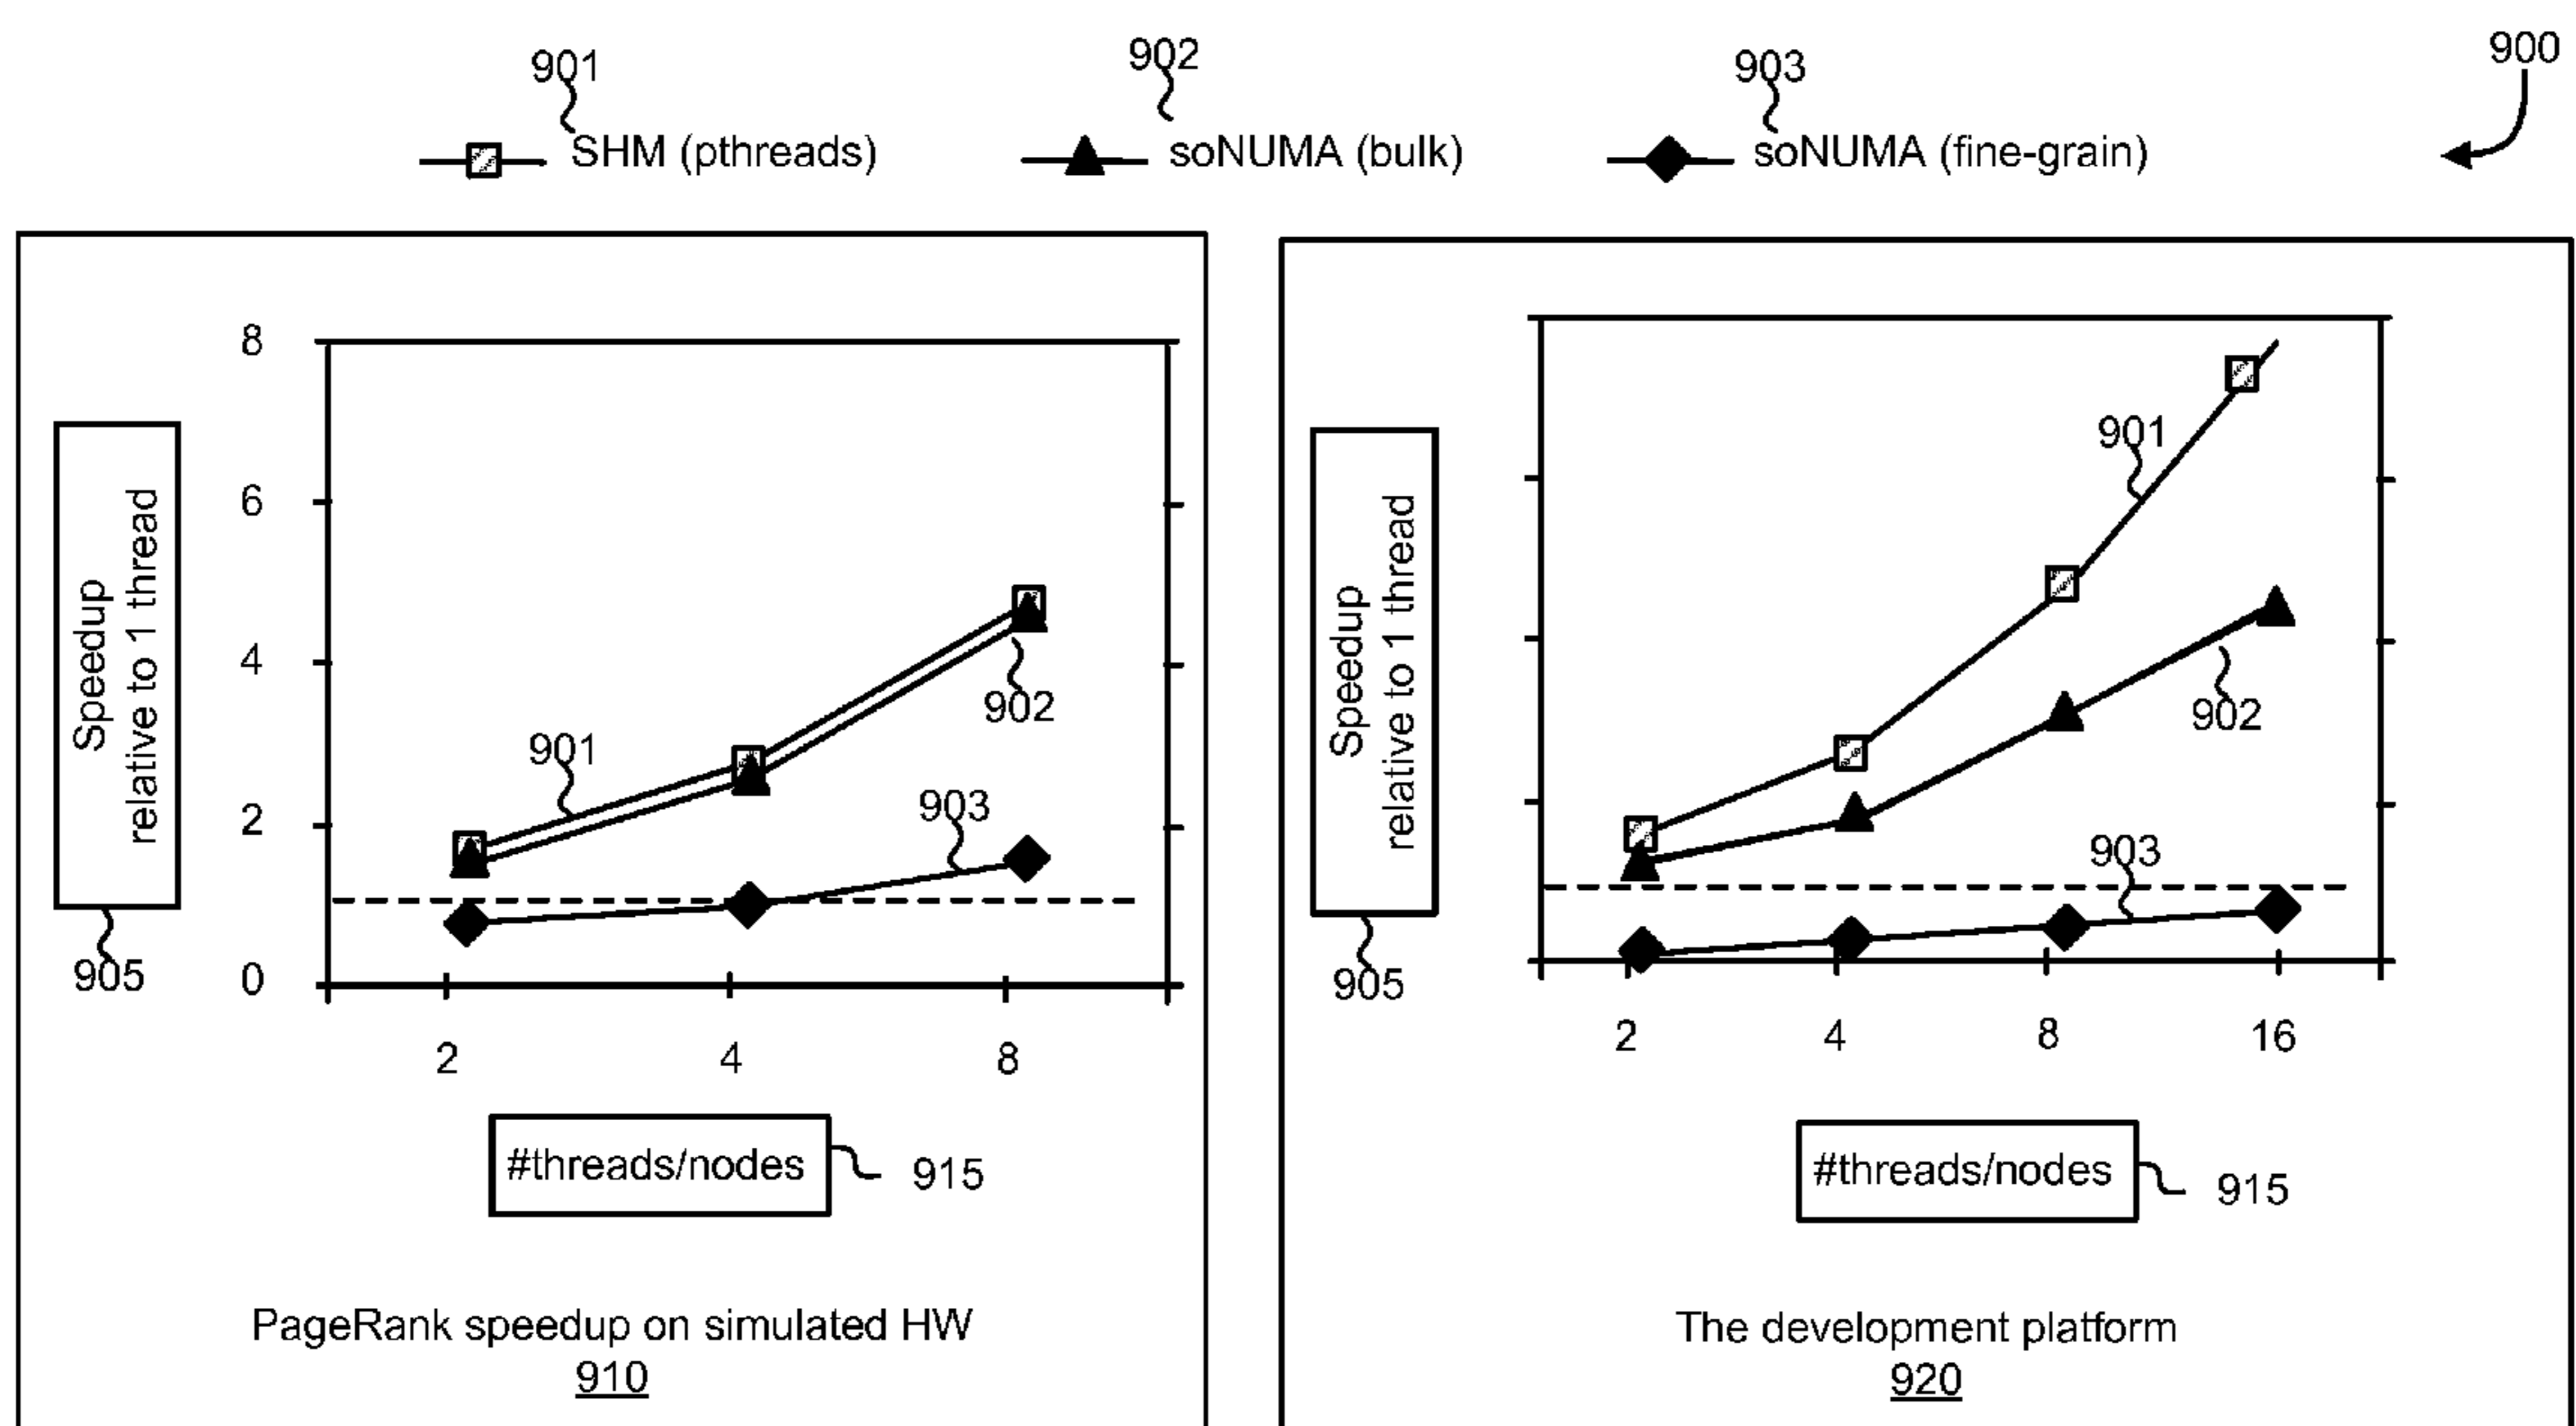 901
902
903
900
SHM (pthreads)
soNUMA (bulk)
soNUMA (fine-grain)
8
6
4
2
0
Speedup
relative to 1 thread
905
901
902
903
2
4
8
#threads/nodes
915
PageRank speedup on simulated HW
910
Speedup
relative to 1 thread
905
901
902
903
2
4
8
16
#threads/nodes
915
The development platform
920